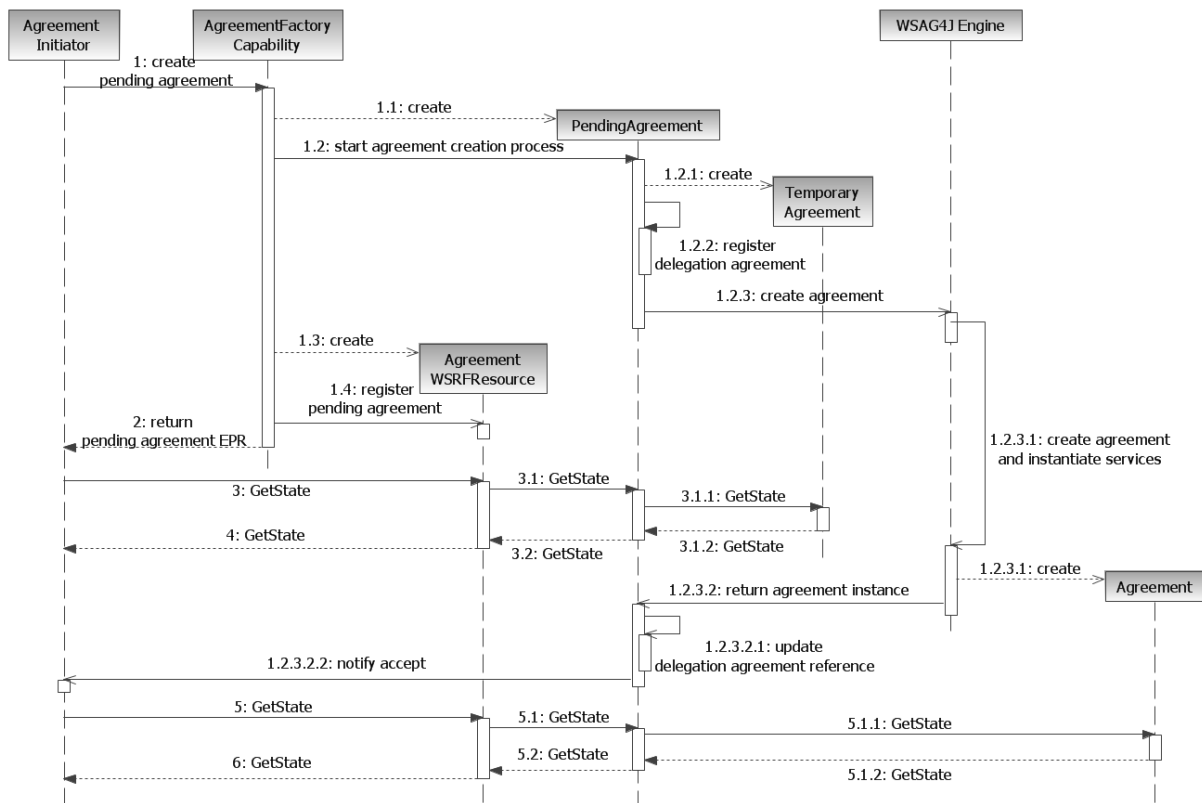 Agreement
Initiator
AgreementFactory
Capability
WSAG4J Engine
1: create
pending agreement
1.1: create
PendingAgreement
1.2: start agreement creation process
1.2.1: create
Temporary
Agreement
1.2.2: register
delegation agreement
1.2.3: create agreement
1.3: create
Agreement
WSRFResource
1.4: register
pending agreement
2: return
pending agreement EPR
1.2.3.1: create agreement
and instantiate services
3: GetState
3.1: GetState
3.1.1: GetState
4: GetState
3.2: GetState
3.1.2: GetState
1.2.3.1: create
Agreement
1.2.3.2: return agreement instance
1.2.3.2.1: update
delegation agreement reference
1.2.3.2.2: notify accept
5: GetState
5.1: GetState
5.1.1: GetState
6: GetState
5.2: GetState
5.1.2: GetState